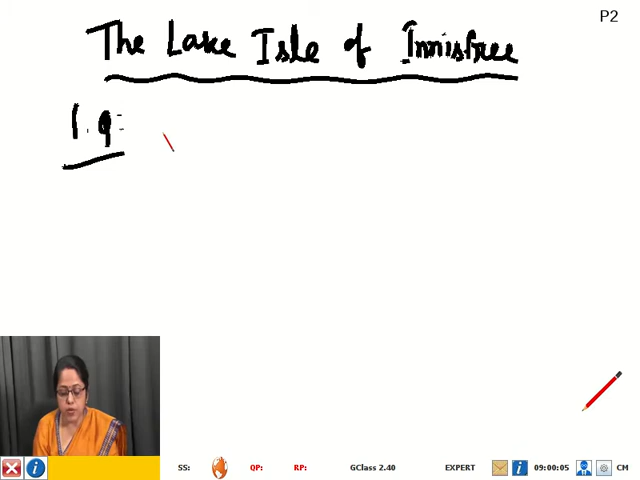 P2
The Lake Isle of Innisfree
1. Q:
SS: QP: RP: GClass 2.40 EXPERT 09:00:05 CM